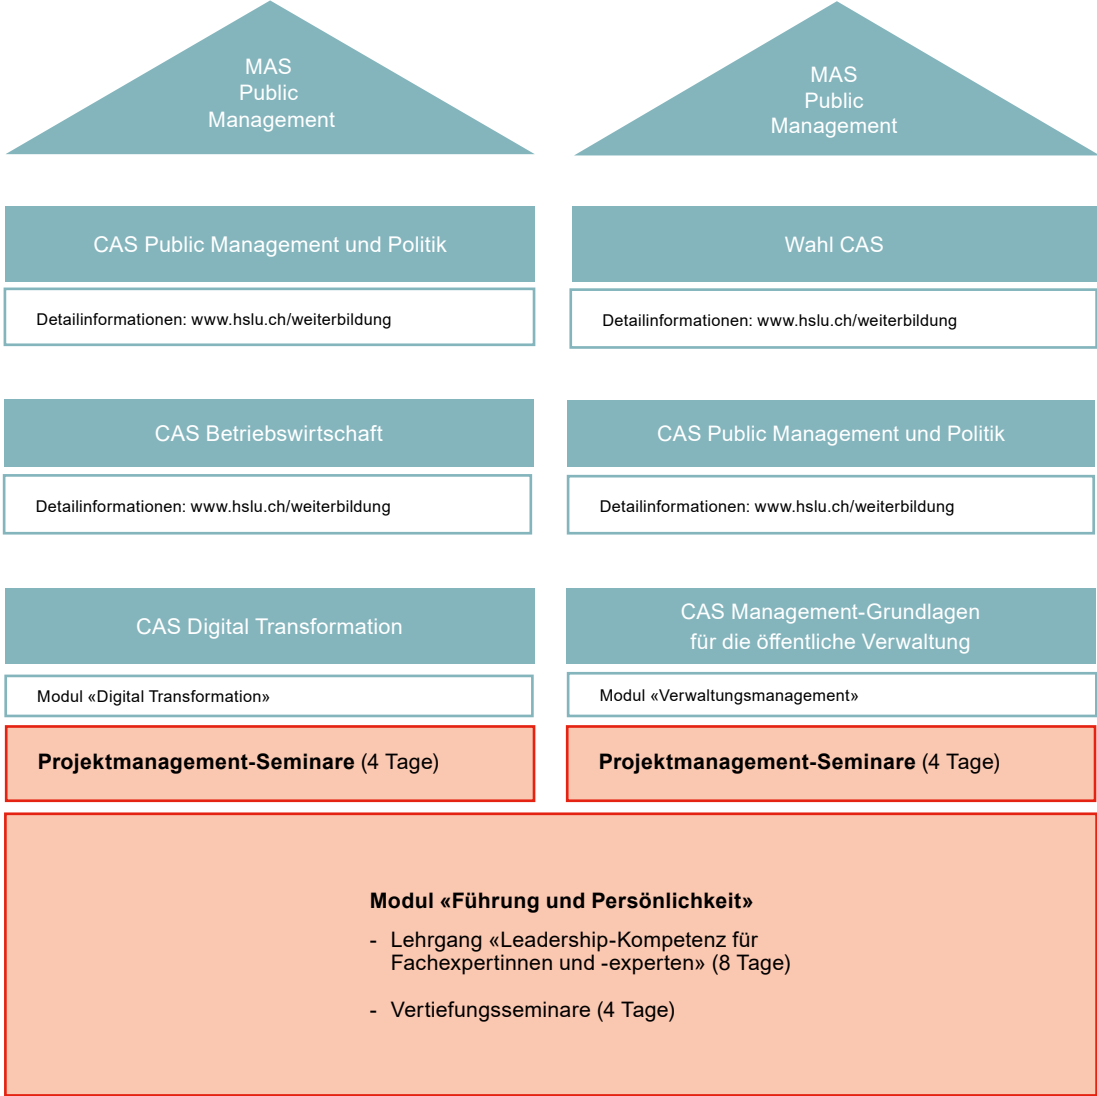 MAS
Public
Management
MAS
Public
Management
CAS Public Management und Politik
Wahl CAS
Detailinformationen: www.hslu.ch/weiterbildung
Detailinformationen: www.hslu.ch/weiterbildung
CAS Betriebswirtschaft
CAS Public Management und Politik
Detailinformationen: www.hslu.ch/weiterbildung
Detailinformationen: www.hslu.ch/weiterbildung
CAS Digital Transformation
CAS Management-Grundlagen
für die öffentliche Verwaltung
Modul «Digital Transformation»
Modul «Verwaltungsmanagement»
Projektmanagement-Seminare (4 Tage)
Projektmanagement-Seminare (4 Tage)
Modul «Führung und Persönlichkeit»
- Lehrgang «Leadership-Kompetenz für
Fachexpertinnen und -experten» (8 Tage)
- Vertiefungsseminare (4 Tage)